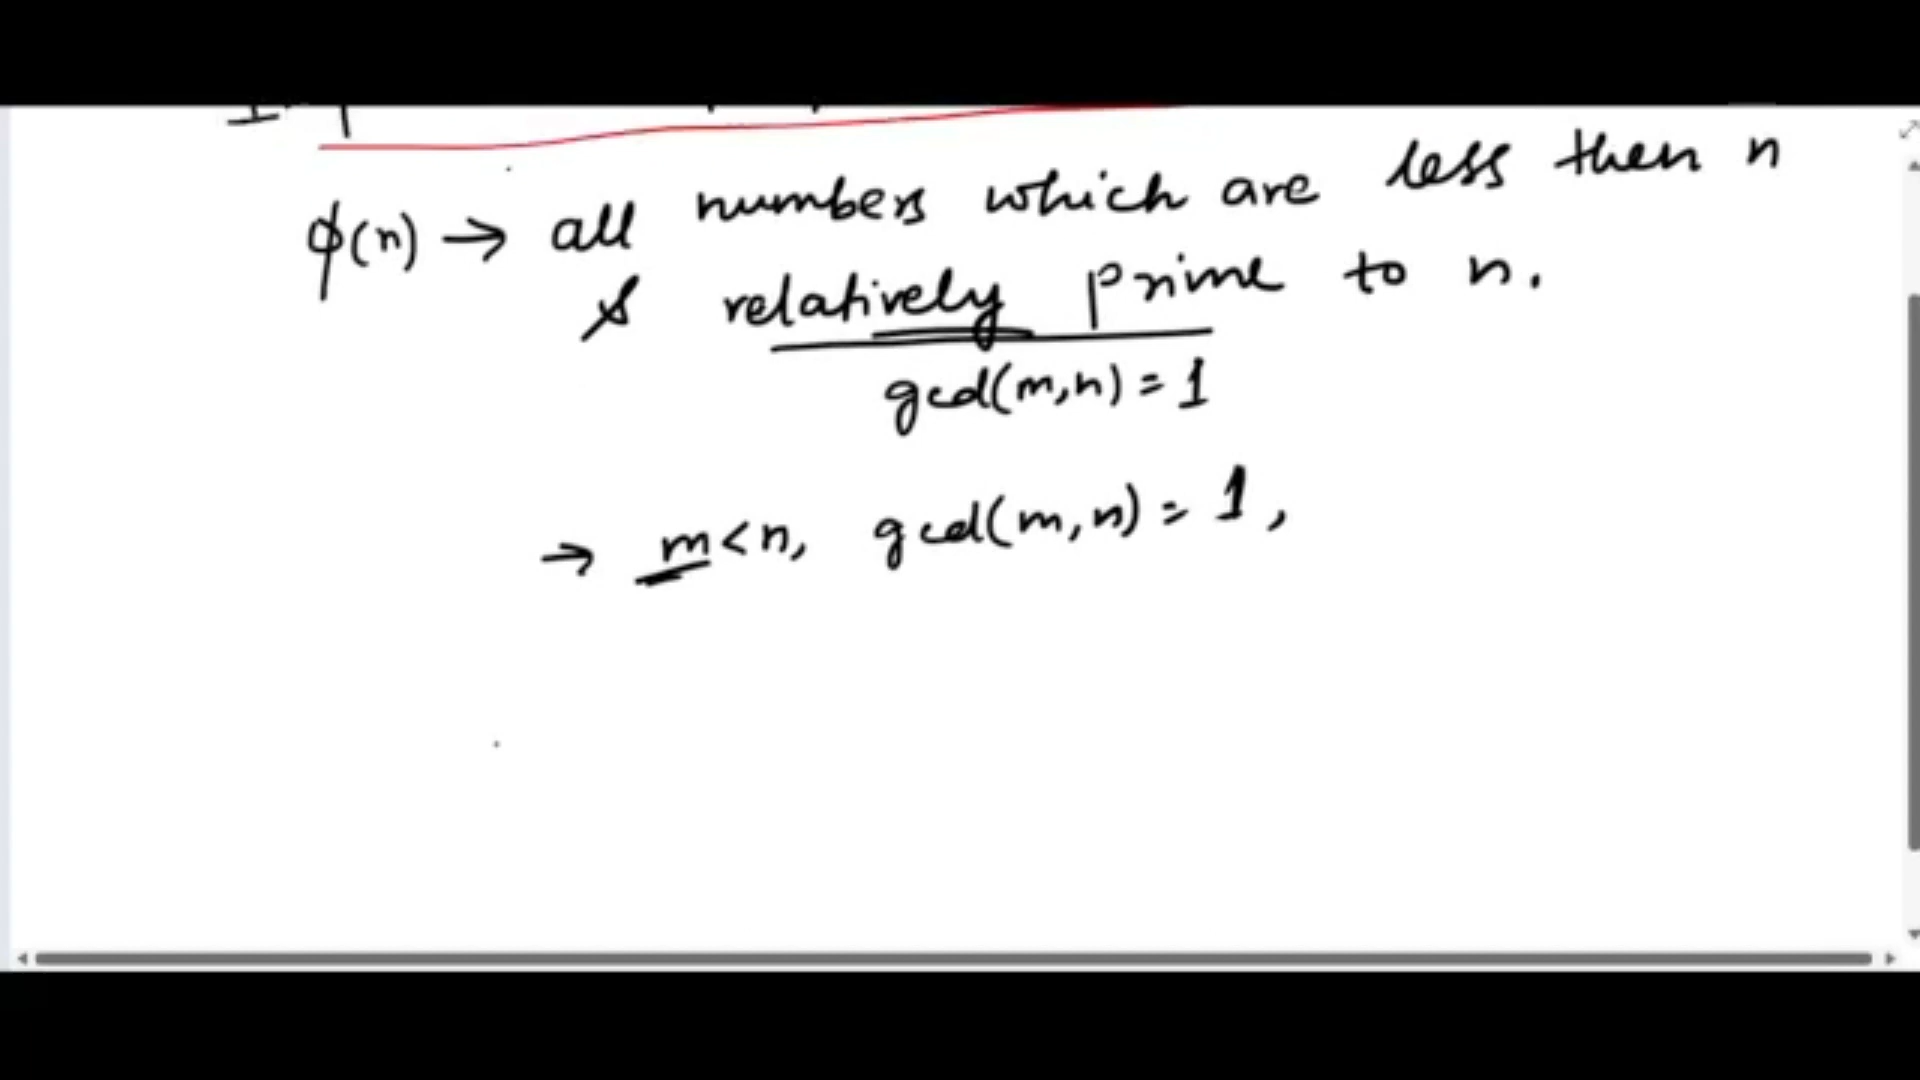 ϕ(n) → all numbers which are less then n
& relatively prime to n.
gcd(m,n) = 1
→ m<n, gcd(m,n) = 1,